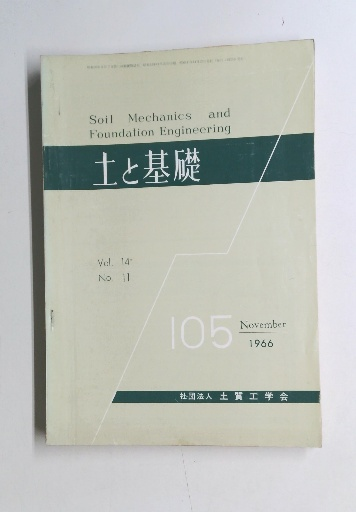 Soil Mechanics and
Foundation Engineering
土と基礎
Vol. 14
No. 11
105
November
1966
社団法人 土質工学会